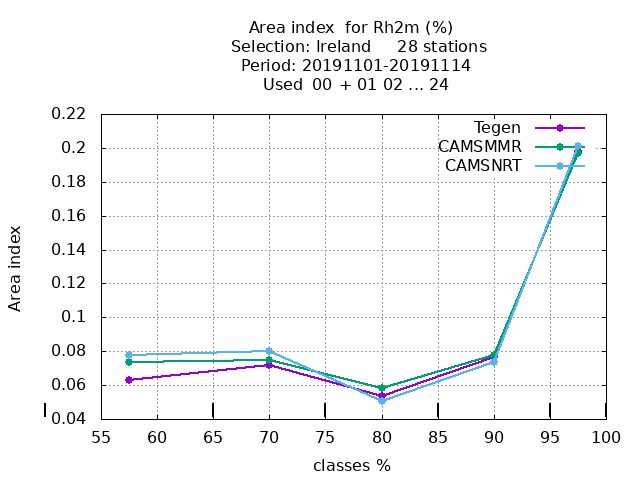 Area index for Rh2m (%)
Selection: Ireland 28 stations
Period: 20191101-20191114
Used 00 + 01 02 ... 24
0.22
0.2
0.18
0.16
0.14
0.12
0.1
0.08
0.06
0.04
Area index
Tegen
CAMSMMR
CAMSNRT
55 60 65 70 75 80 85 90 95 100
classes %